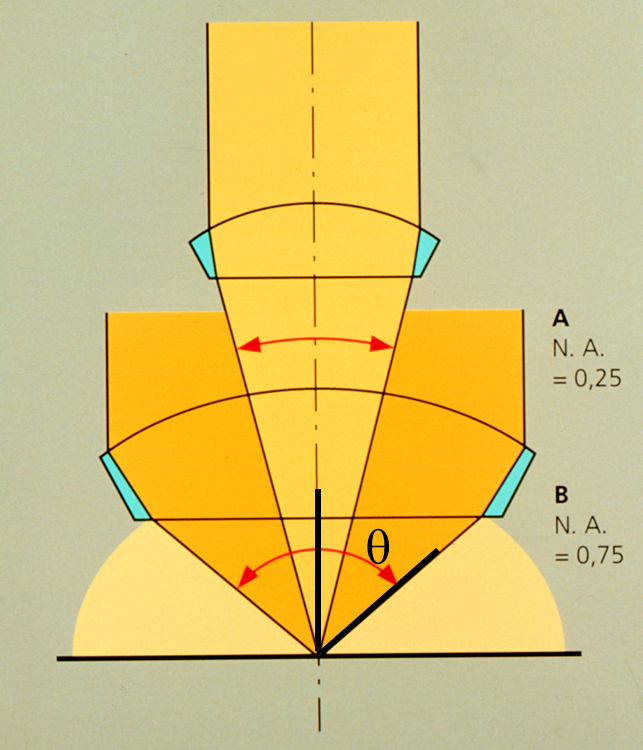 A
N. A.
= 0,25
B
N. A.
= 0,75
θ